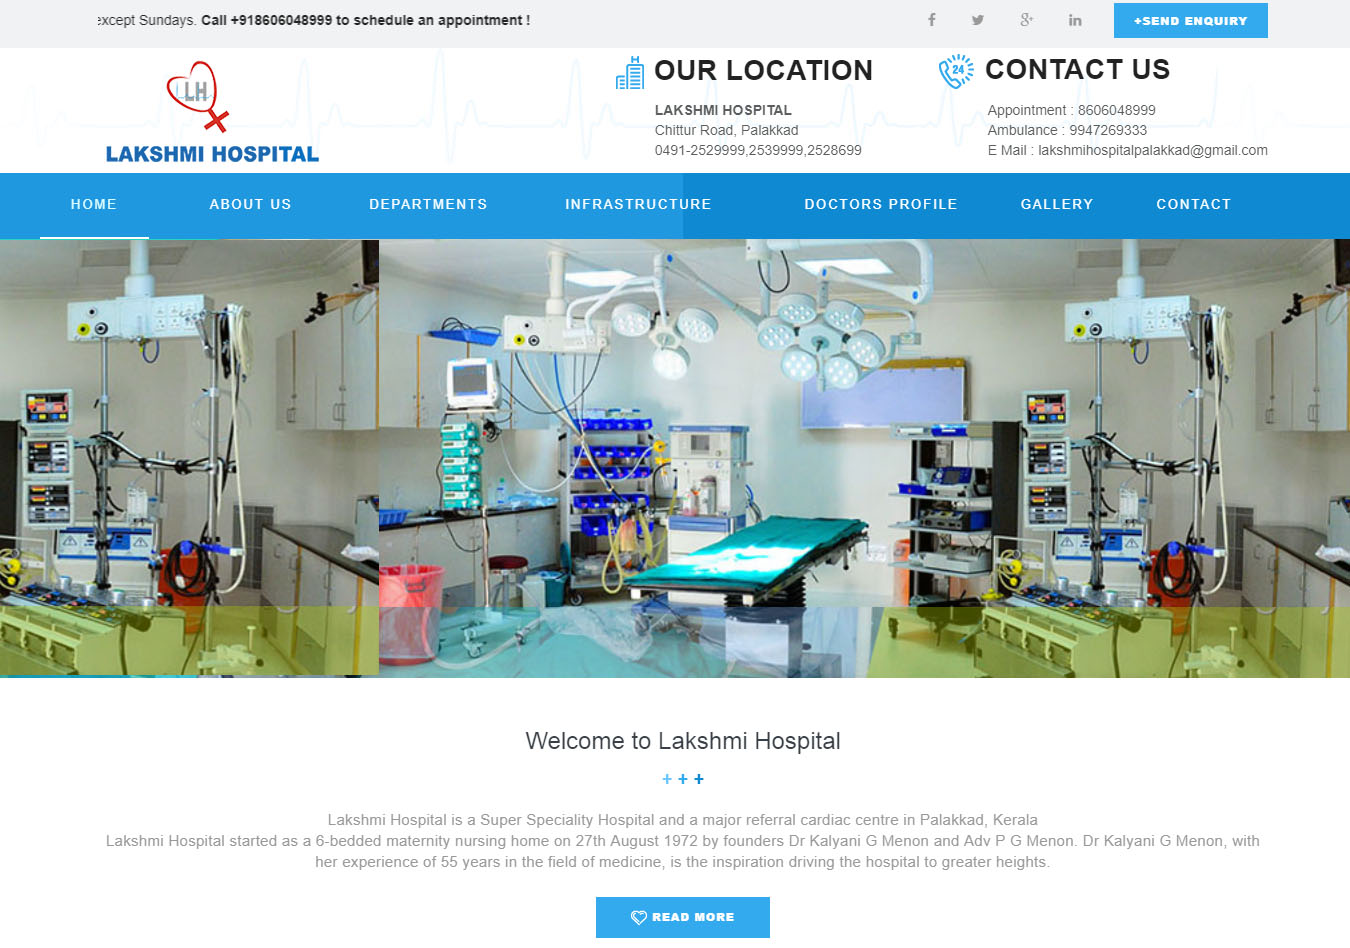 except Sundays. Call +918606048999 to schedule an appointment !
+SEND ENQUIRY
LH
LAKSHMI HOSPITAL
H
OUR LOCATION
LAKSHMI HOSPITAL
Chittur Road, Palakkad
0491-2529999,2539999,2528699
24
CONTACT US
Appointment : 8606048999
Ambulance : 9947269333
E Mail : lakshmihospitalpalakkad@gmail.com
HOME
ABOUT US
DEPARTMENTS
INFRASTRUCTURE
DOCTORS PROFILE
GALLERY
CONTACT
Welcome to Lakshmi Hospital
+ + +
Lakshmi Hospital is a Super Speciality Hospital and a major referral cardiac centre in Palakkad, Kerala
Lakshmi Hospital started as a 6-bedded maternity nursing home on 27th August 1972 by founders Dr Kalyani G Menon and Adv P G Menon. Dr Kalyani G Menon, with
her experience of 55 years in the field of medicine, is the inspiration driving the hospital to greater heights.
READ MORE